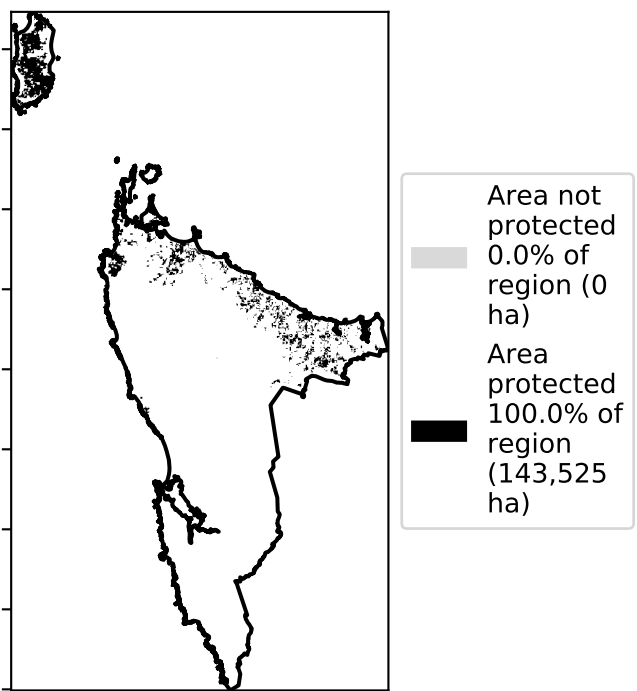 Area not
protected
0.0% of
region (0
ha)
Area
protected
100.0% of
region
(143,525
ha)